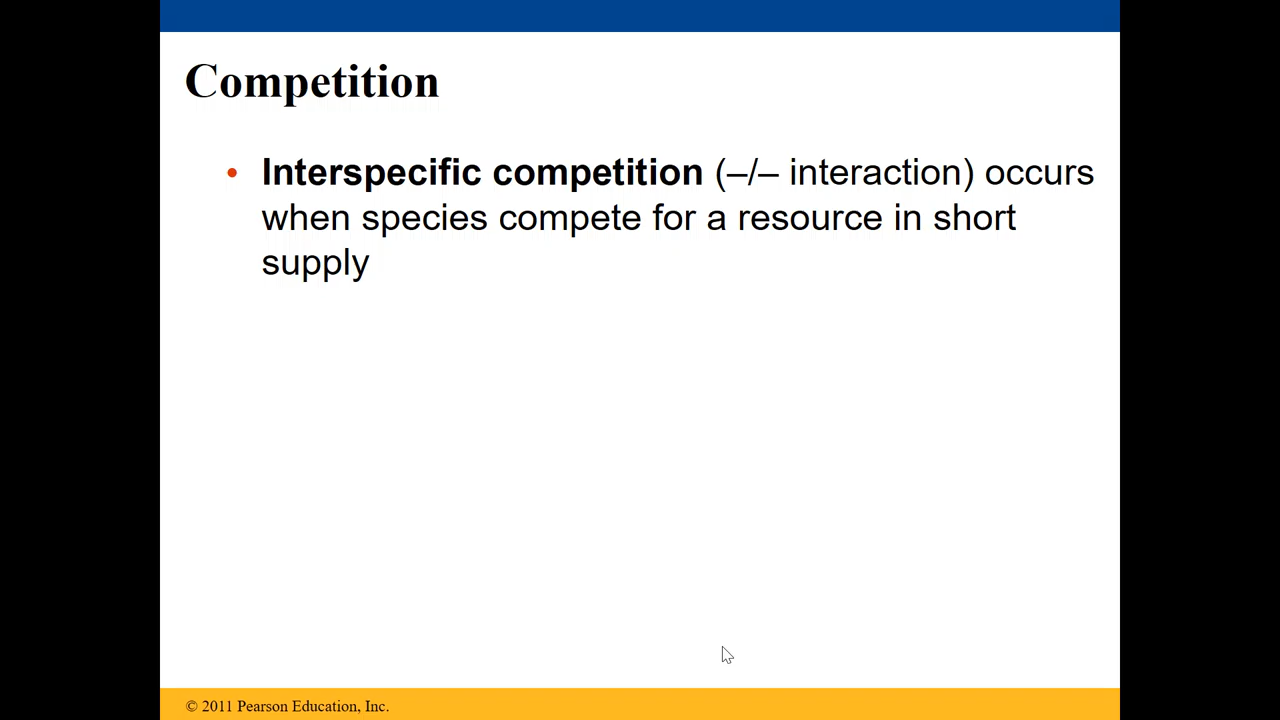 Competition
• Interspecific competition (–/– interaction) occurs
when species compete for a resource in short
supply
© 2011 Pearson Education, Inc.